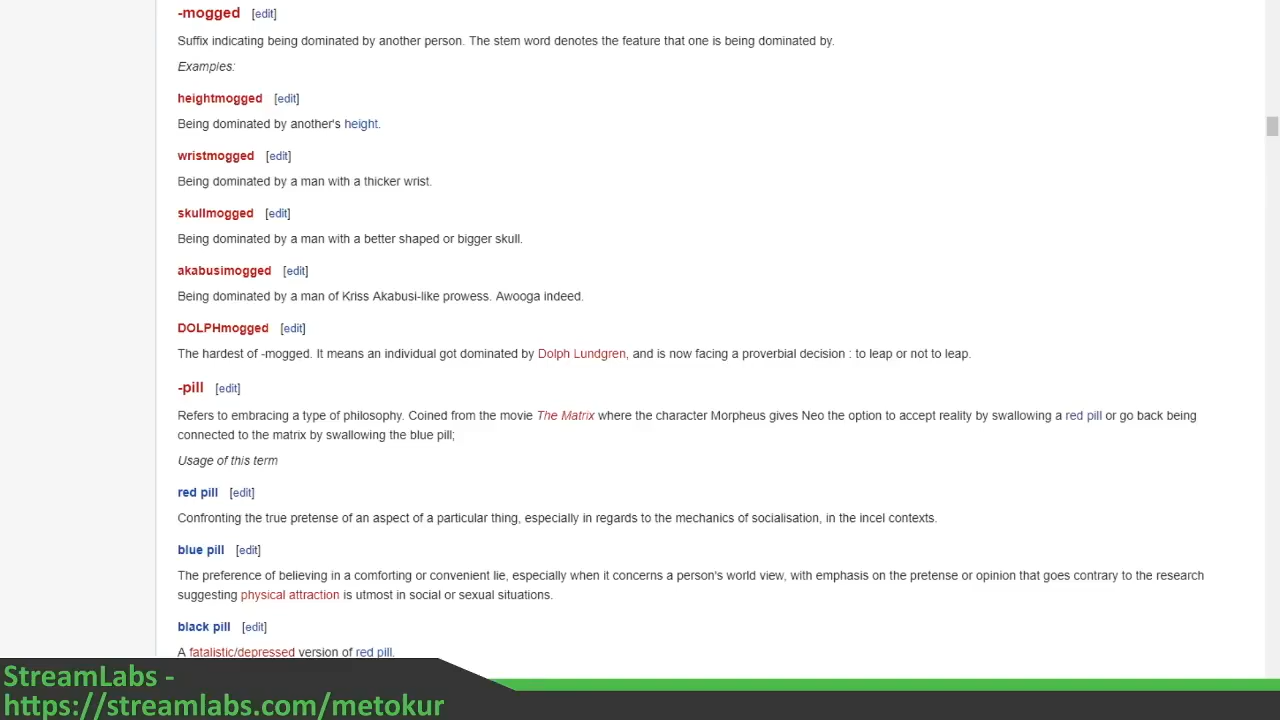 -mogged [edit]
Suffix indicating being dominated by another person. The stem word denotes the feature that one is being dominated by.
Examples:
heightmogged [edit]
Being dominated by another's height.
wristmogged [edit]
Being dominated by a man with a thicker wrist.
skullmogged [edit]
Being dominated by a man with a better shaped or bigger skull.
akabusimogged [edit]
Being dominated by a man of Kriss Akabusi-like prowess. Awooga indeed.
DOLPHmogged [edit]
The hardest of -mogged. It means an individual got dominated by Dolph Lundgren, and is now facing a proverbial decision : to leap or not to leap.
-pill [edit]
Refers to embracing a type of philosophy. Coined from the movie The Matrix where the character Morpheus gives Neo the option to accept reality by swallowing a red pill or go back being
connected to the matrix by swallowing the blue pill;
Usage of this term
red pill [edit]
Confronting the true pretense of an aspect of a particular thing, especially in regards to the mechanics of socialisation, in the incel contexts.
blue pill [edit]
The preference of believing in a comforting or convenient lie, especially when it concerns a person's world view, with emphasis on the pretense or opinion that goes contrary to the research
suggesting physical attraction is utmost in social or sexual situations.
black pill [edit]
A fatalistic/depressed version of red pill.
StreamLabs -
https://streamlabs.com/metokur